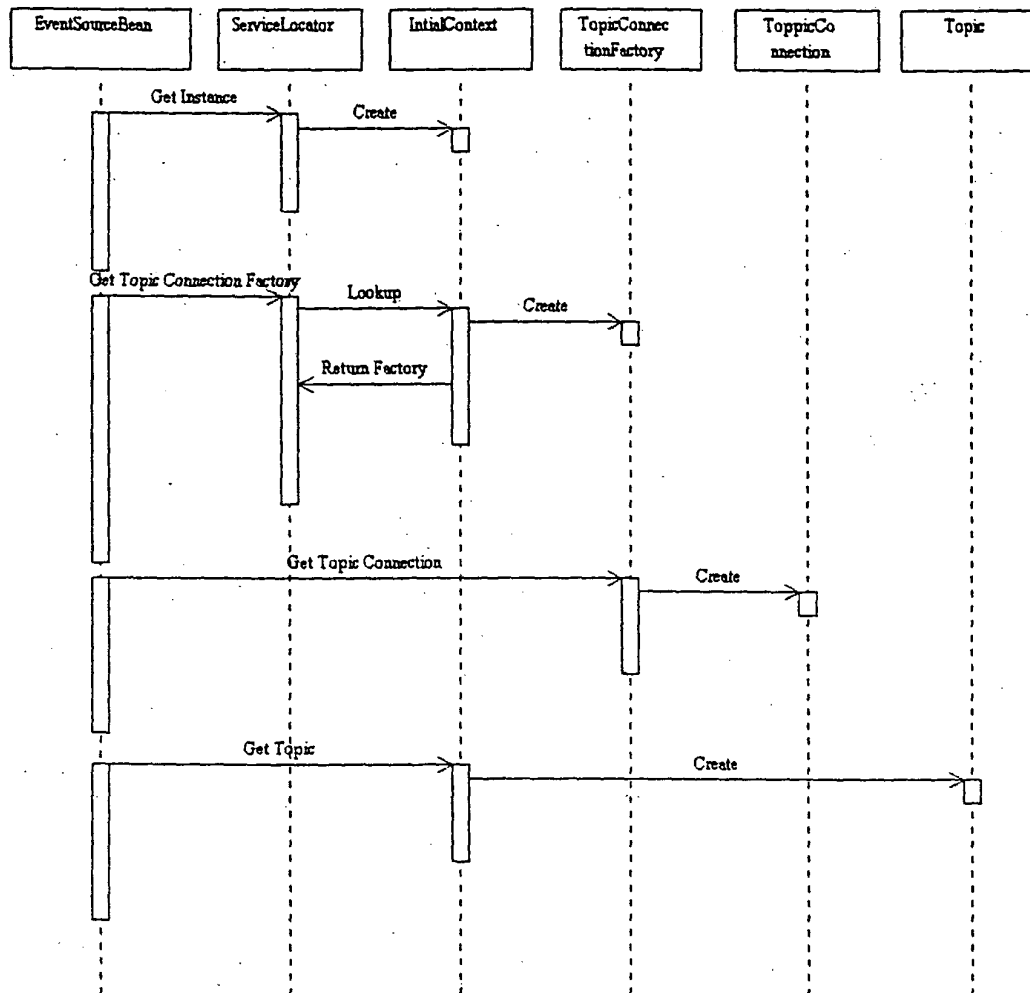 EventSourceBean
ServiceLocator
IntialContext
TopicConnec
tionFactory
ToppicCo
nnection
Topic
Get Instance
Create
Get Topic Connection Factory
Lookup
Create
Return Factory
Get Topic Connection
Create
Get Topic
Create